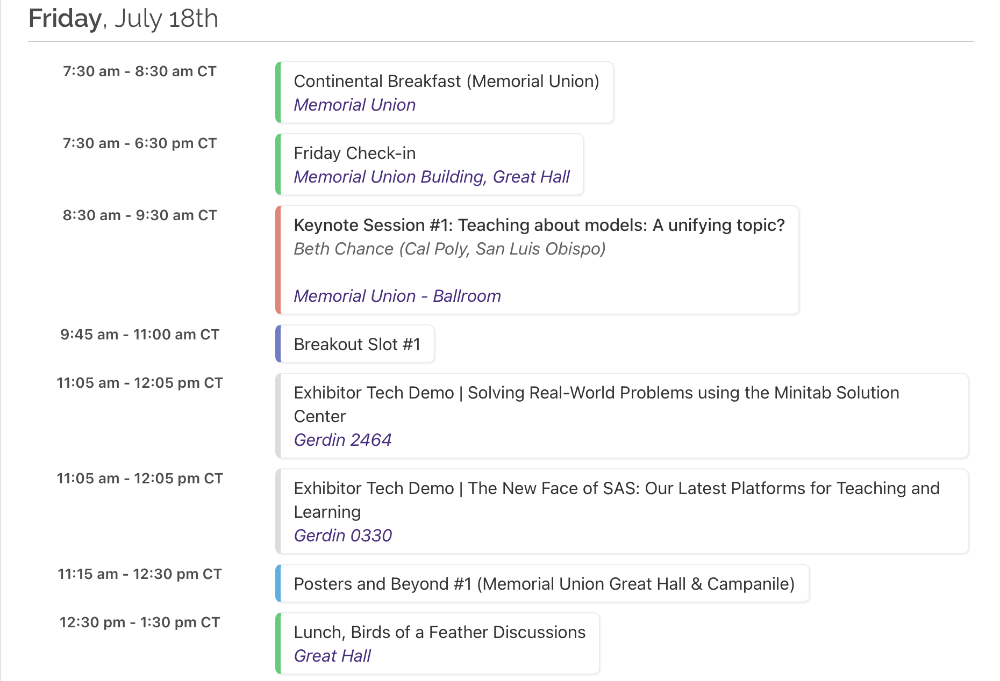 Friday, July 18th
7:30 am - 8:30 am CT
Continental Breakfast (Memorial Union)
Memorial Union
7:30 am - 6:30 pm CT
Friday Check-in
Memorial Union Building, Great Hall
8:30 am - 9:30 am CT
Keynote Session #1: Teaching about models: A unifying topic?
Beth Chance (Cal Poly, San Luis Obispo)
Memorial Union - Ballroom
9:45 am - 11:00 am CT
Breakout Slot #1
11:05 am - 12:05 pm CT
Exhibitor Tech Demo | Solving Real-World Problems using the Minitab Solution
Center
Gerdin 2464
11:05 am - 12:05 pm CT
Exhibitor Tech Demo | The New Face of SAS: Our Latest Platforms for Teaching and
Learning
Gerdin 0330
11:15 am - 12:30 pm CT
Posters and Beyond #1 (Memorial Union Great Hall & Campanile)
12:30 pm - 1:30 pm CT
Lunch, Birds of a Feather Discussions
Great Hall